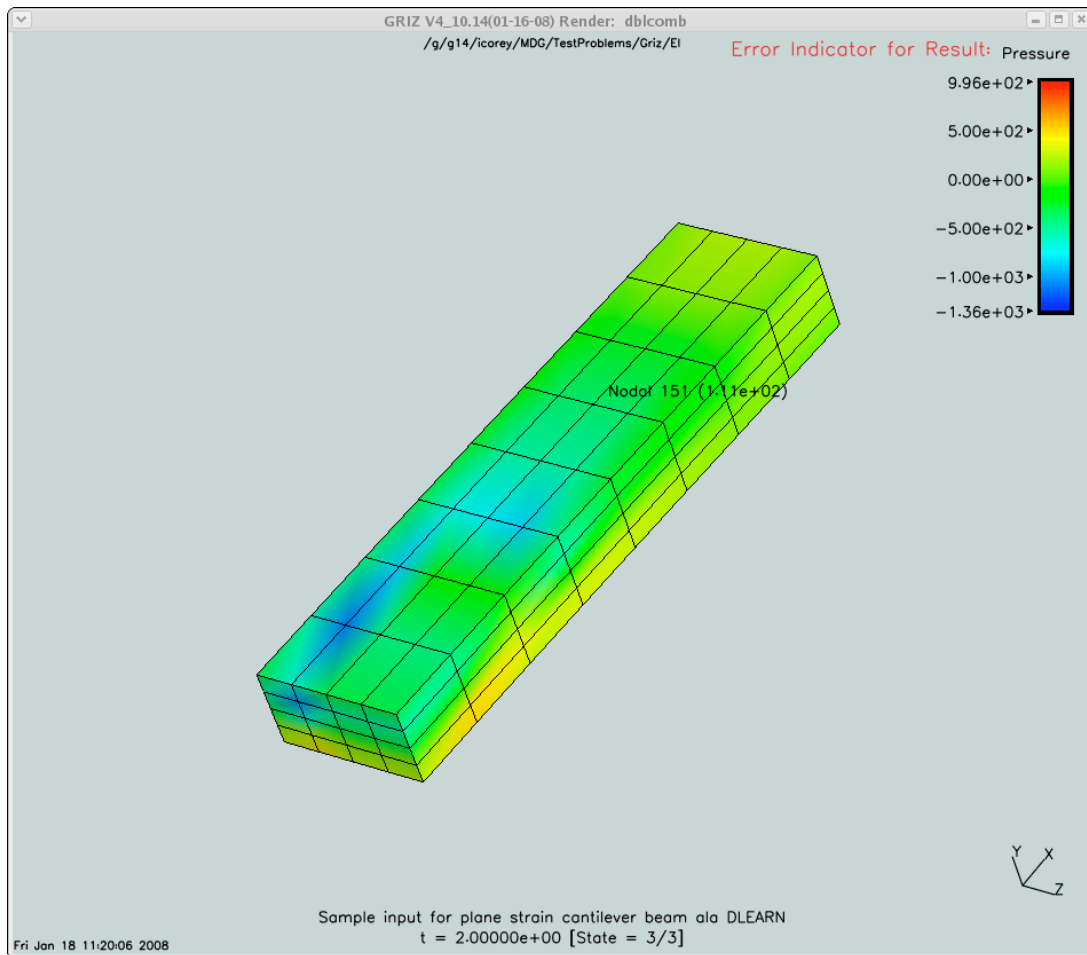 GRIZ V4_10.14(01-16-08) Render: dblcomb
/g/g14/icorey/MDG/TestProblems/Griz/EI
Error Indicator for Result: Pressure
9.96e+02
5.00e+02
0.00e+00
-5.00e+02
-1.00e+03
-1.36e+03
Nodal 151 (1.11e+02)
Y
X
Z
Sample input for plane strain cantilever beam ala DLEARN
t = 2.00000e+00 [State = 3/3]
Fri Jan 18 11:20:06 2008